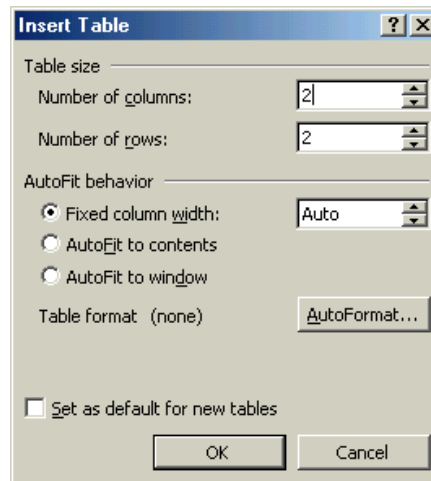 Insert Table
Table size
Number of columns: 2
Number of rows: 2
AutoFit behavior
Fixed column width: Auto
AutoFit to contents
AutoFit to window
Table format (none) AutoFormat...
Set as default for new tables
OK Cancel